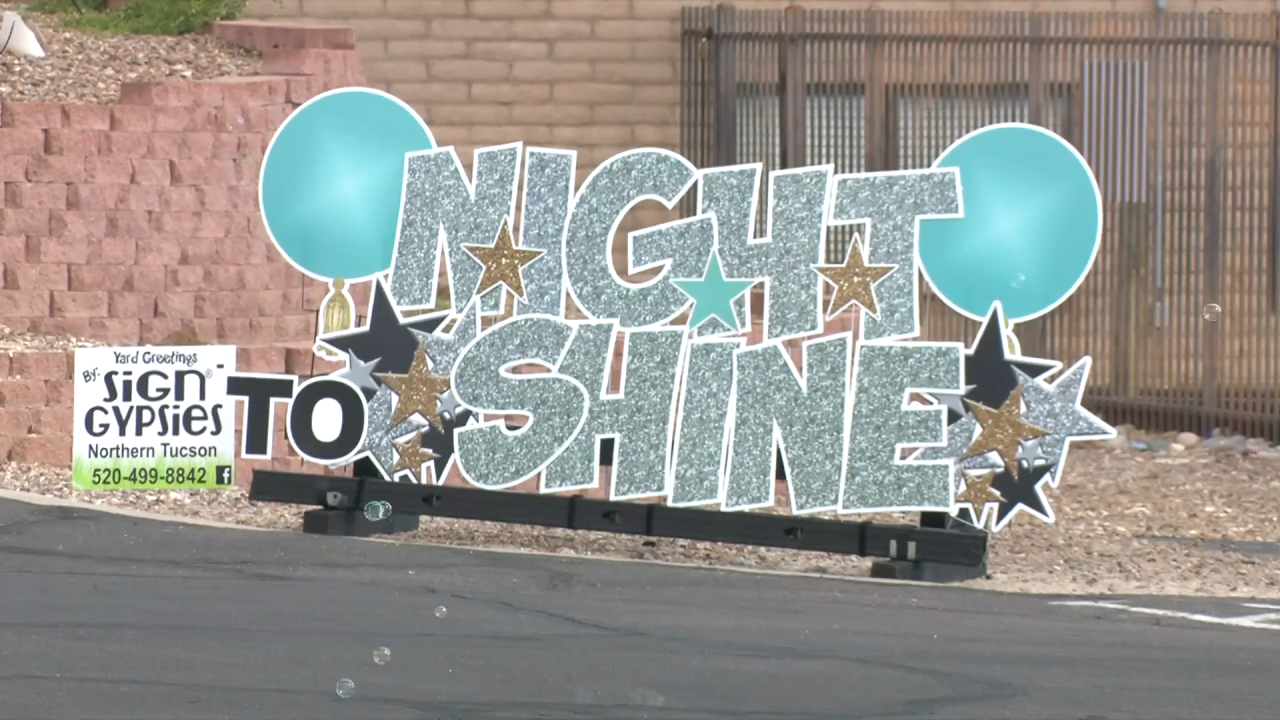 NIGHT
TO SHINE
Yard Greetings
By: SiGN®
GYPSiES
Northern Tucson
520-499-8842 f